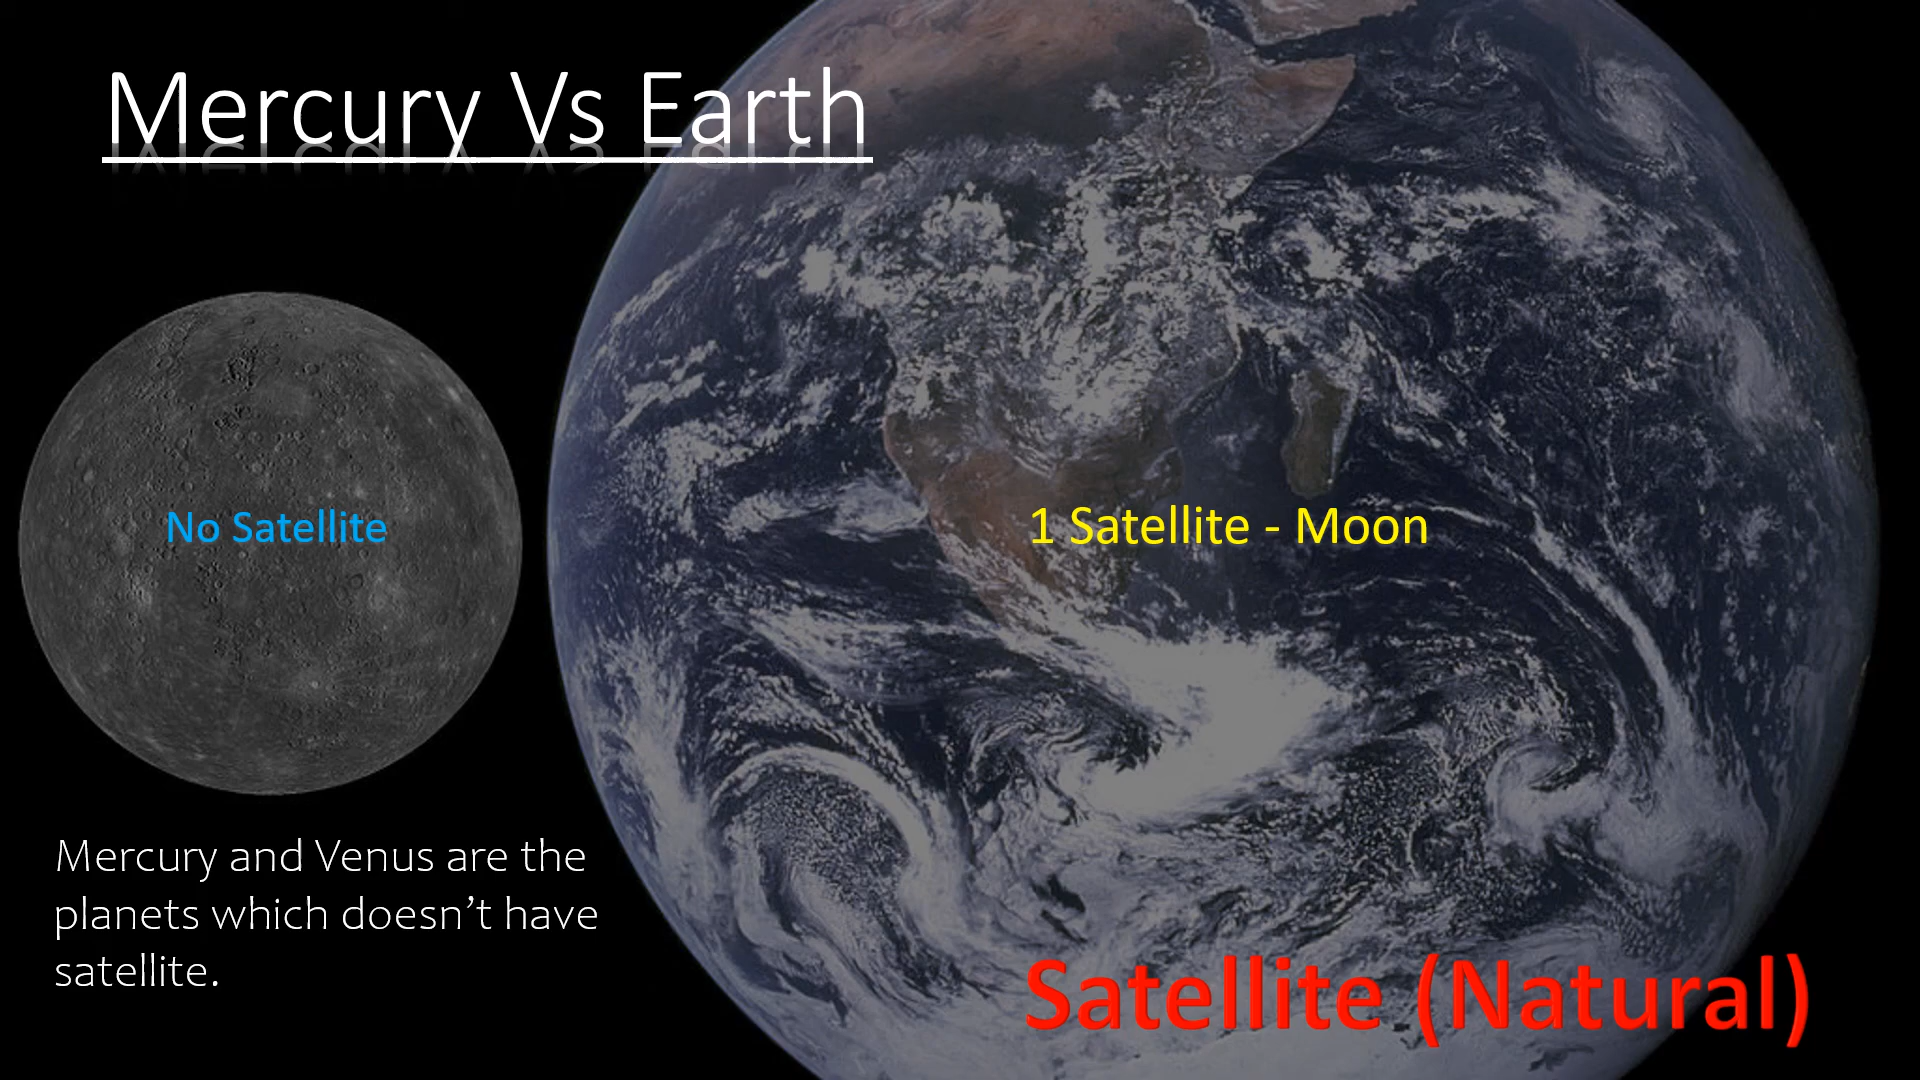 Mercury Vs Earth
No Satellite
1 Satellite - Moon
Mercury and Venus are the
planets which doesn’t have
satellite.
Satellite (Natural)